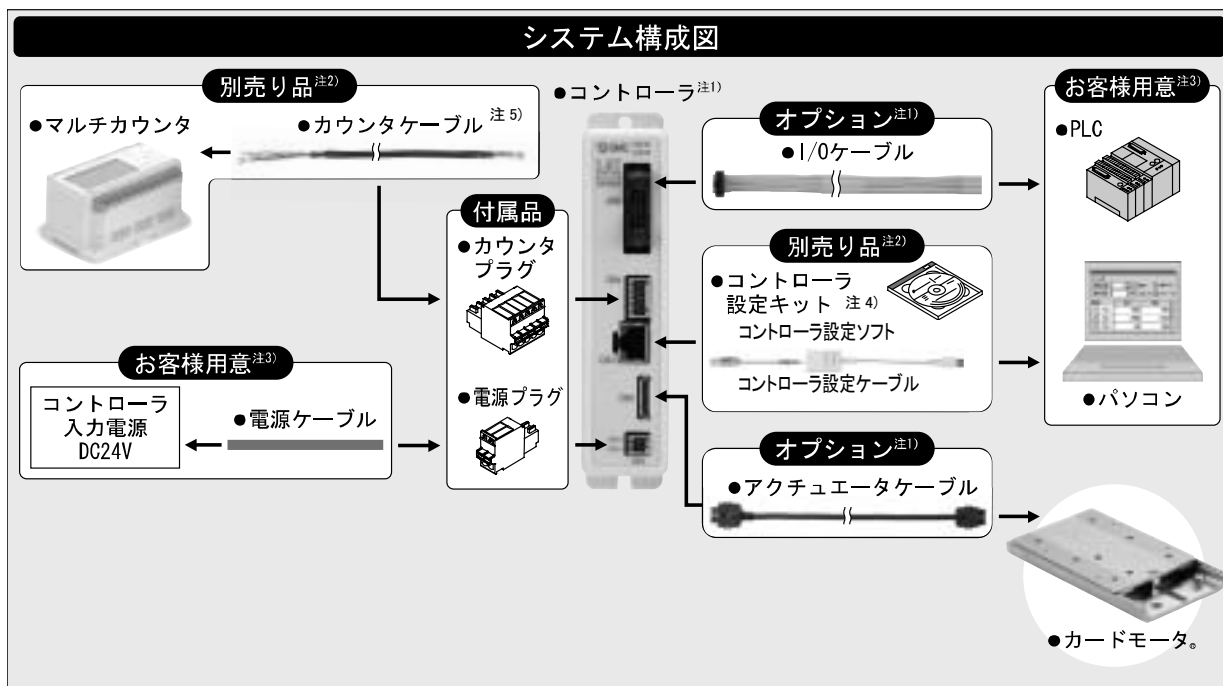 システム構成図
別売り品注2)
●マルチカウンタ
●カウンタケーブル 注5)
●コントローラ注1)
オプション注1)
●I/Oケーブル
お客様用意注3)
●PLC
付属品
●カウンタ
プラグ
別売り品注2)
●コントローラ
設定キット 注4)
コントローラ設定ソフト
コントローラ設定ケーブル
●パソコン
お客様用意注3)
コントローラ
入力電源
DC24V
●電源ケーブル
●電源プラグ
オプション注1)
●アクチュエータケーブル
●カードモータ®